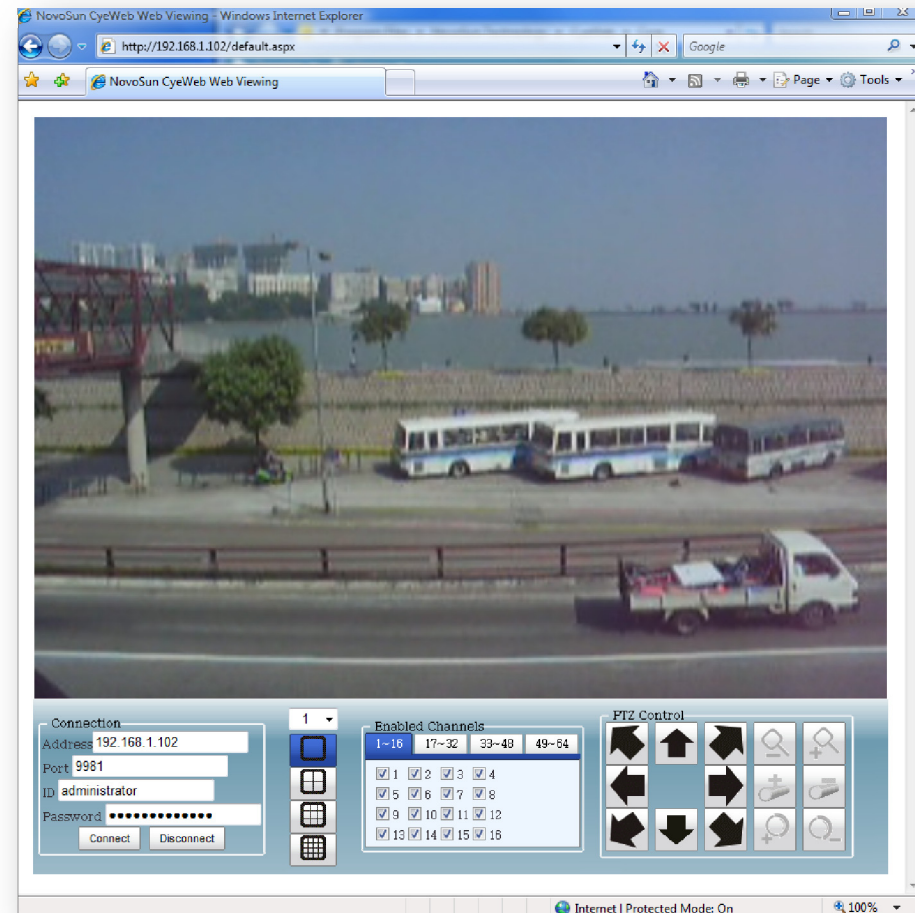 NovoSun CyeWeb Web Viewing - Windows Internet Explorer
http://192.168.1.102/default.aspx
Google
NovoSun CyeWeb Web Viewing
Page
Tools
Connection
Address 192.168.1.102
Port 9981
ID administrator
Password
Connect Disconnect
1
Enabled Channels
1~16 17~32 33~48 49~64
1 2 3 4
5 6 7 8
9 10 11 12
13 14 15 16
PTZ Control
Internet | Protected Mode: On
100%